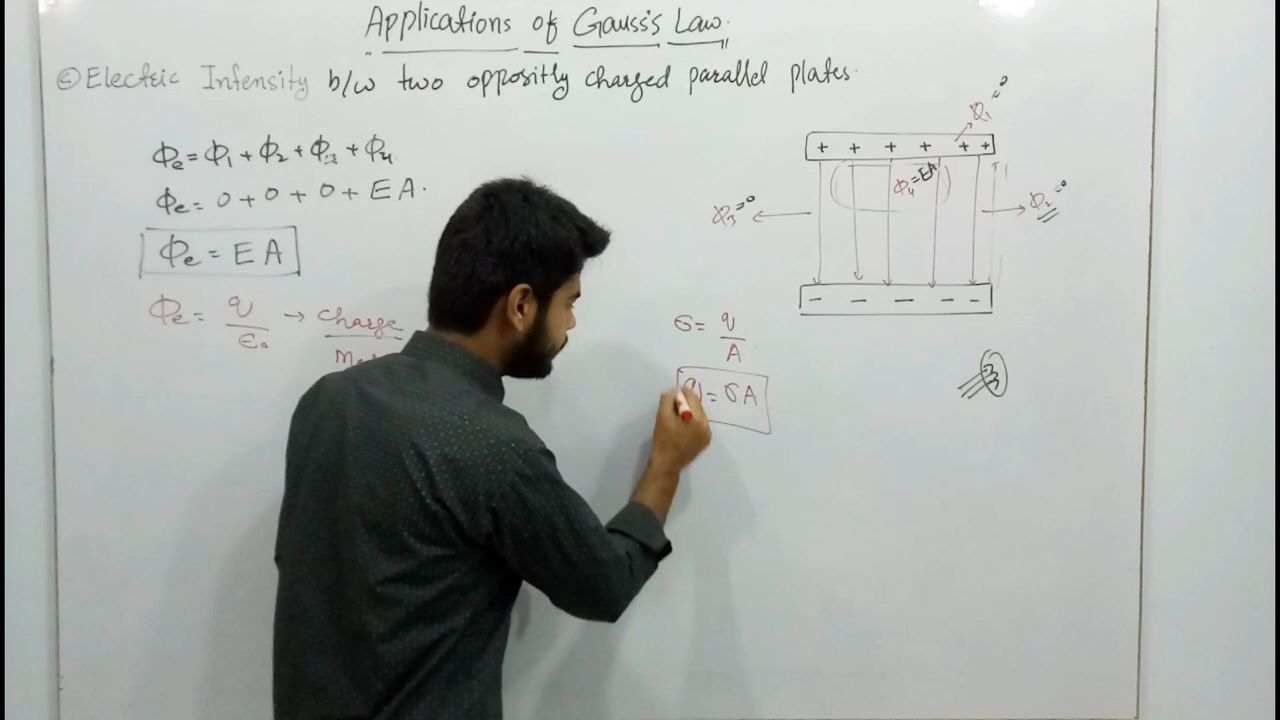 Applications of Gauss's Law.
© Electric Intensity b/w two oppositly charged parallel plates.
Φe = Φ1 + Φ2 + Φ3 + Φ4
Φe = 0 + 0 + 0 + EA.
Φe = EA
Φe = q/ε₀ → Charge
σ = q/A
q = σA
Φ1 = 0
+ + + + + +
Φ4 = EA
Φ3 = 0
Φ2 = 0
- - - - -